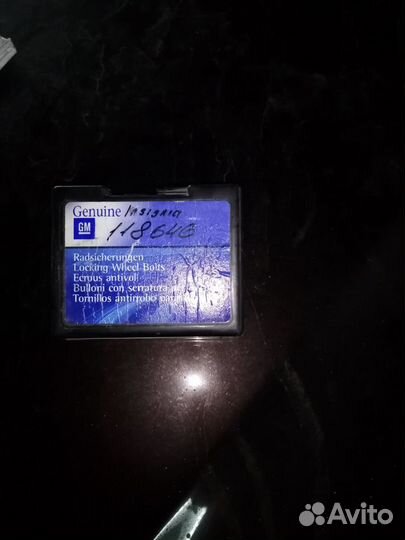 Genuine Insignia
GM 118646
Radsicherungen
Locking Wheel Bolts
Ecrous antivol
Bulloni con serratura
Tornillos antirrobo
Avito